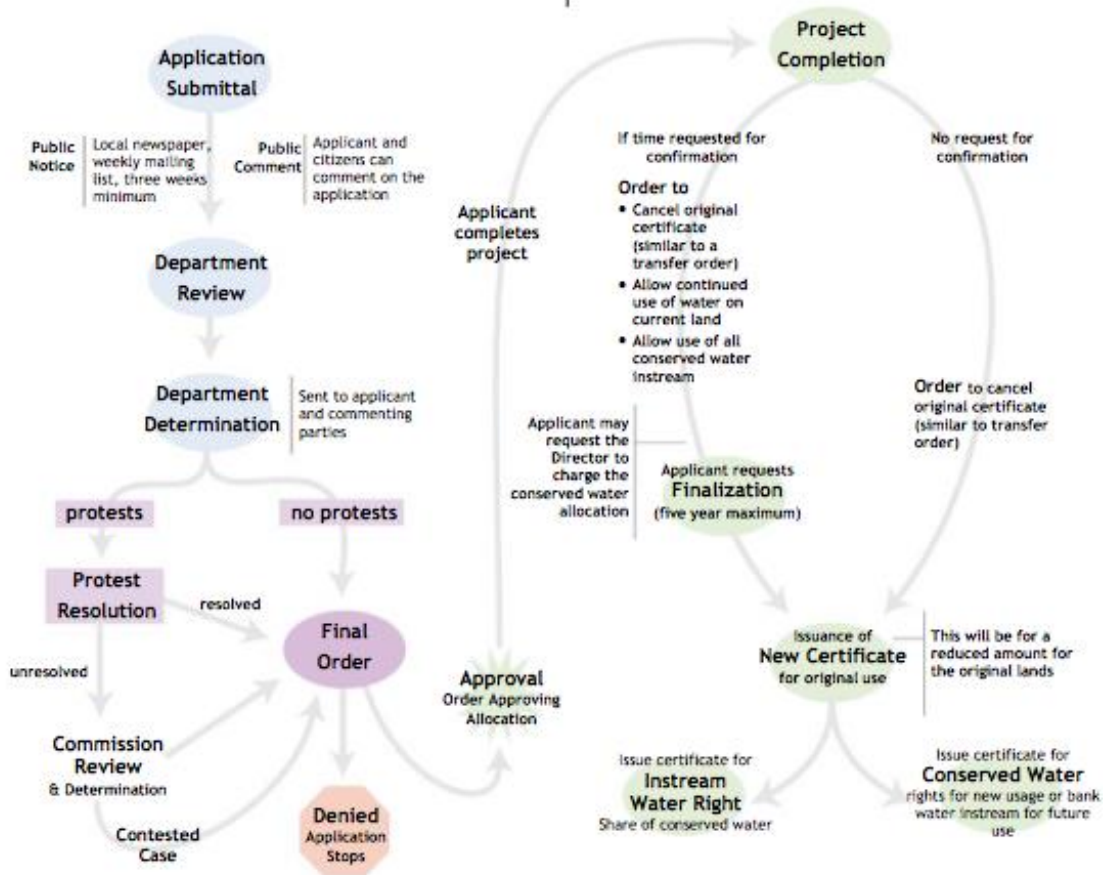 Application
Submittal
Public
Notice
Local newspaper,
weekly mailing
list, three weeks
minimum
Public
Comment
Applicant and
citizens can
comment on the
application
Department
Review
Department
Determination
Sent to applicant
and commenting
parties
protests
no protests
Protest
Resolution
resolved
unresolved
Final
Order
Commission
Review
& Determination
Contested
Case
Denied
Application
Stops
Approval
Order Approving
Allocation
Applicant
completes
project
Project
Completion
If time requested for
confirmation
No request for
confirmation
Order to
• Cancel original
certificate
(similar to a
transfer order)
• Allow continued
use of water on
current land
• Allow use of all
conserved water
instream
Order to cancel
original certificate
(similar to transfer
order)
Applicant may
request the
Director to
charge the
conserved water
allocation
Applicant requests
Finalization
(five year maximum)
Issuance of
New Certificate
for original use
This will be for a
reduced amount for
the original lands
Issue certificate for
Instream
Water Right
Share of conserved water
Issue certificate for
Conserved Water
rights for new usage or bank
water instream for future
use